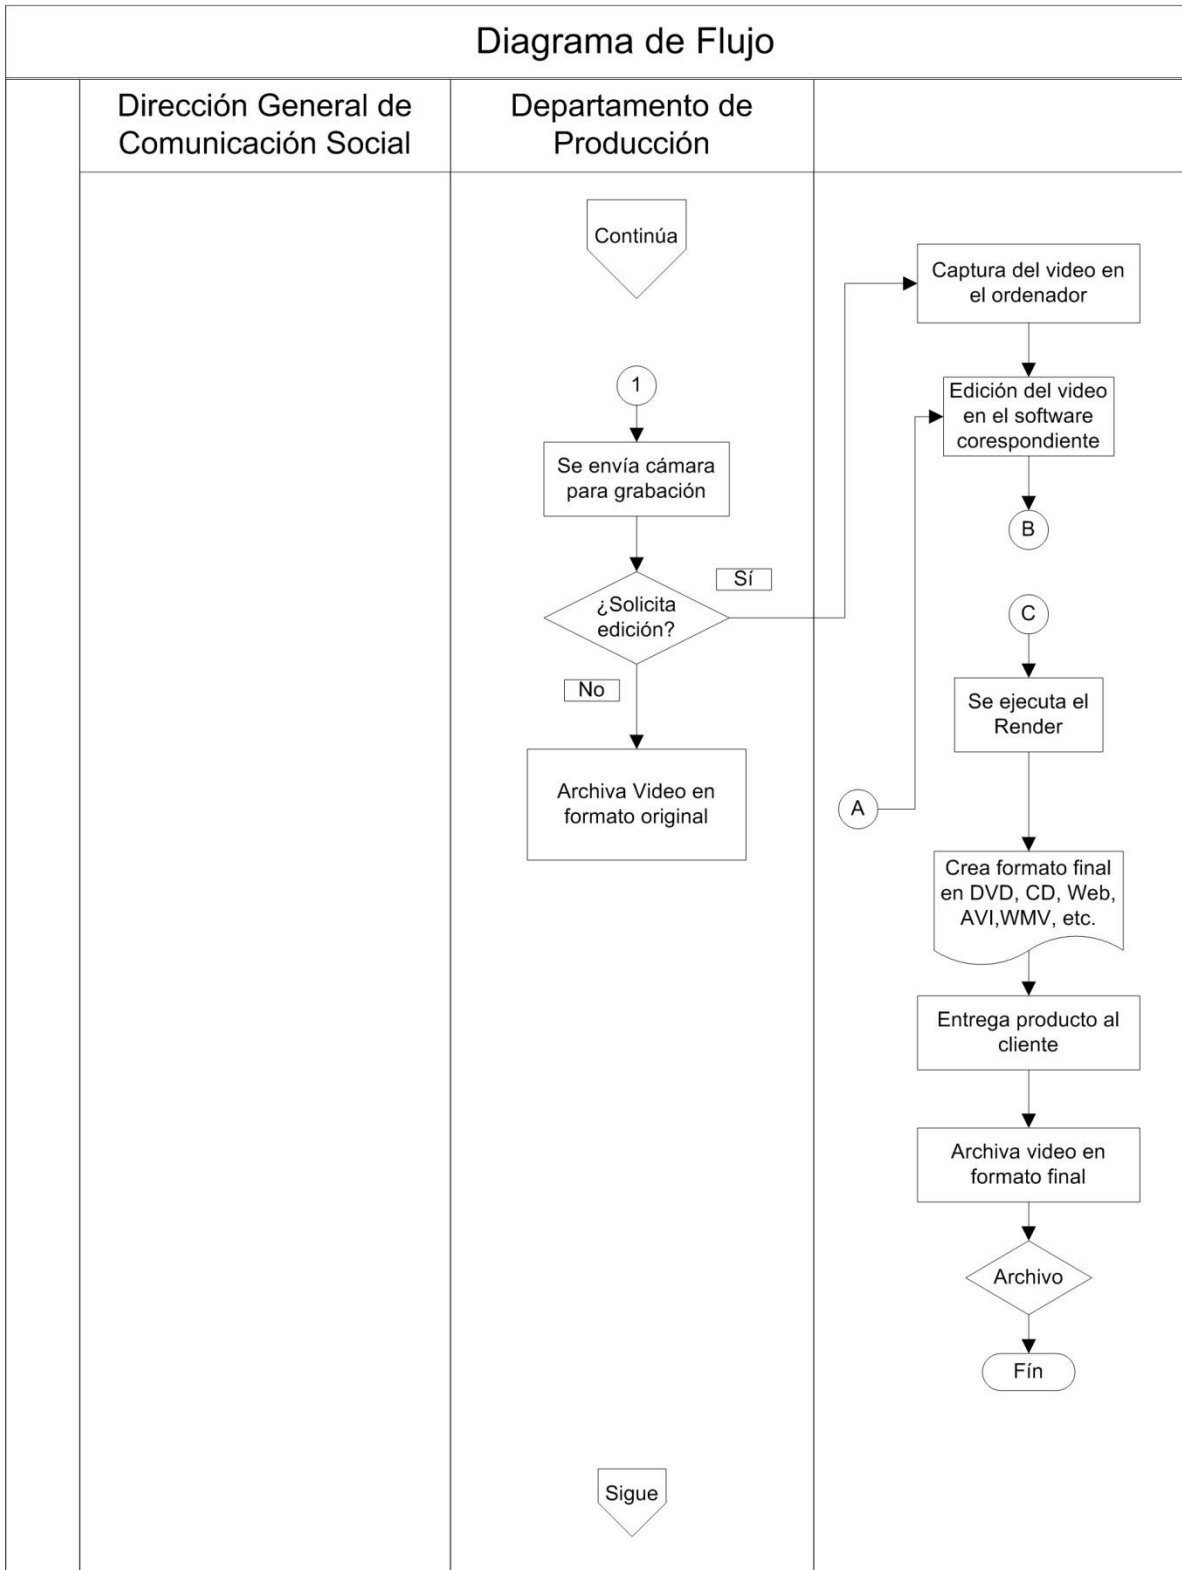 Diagrama de Flujo
Dirección General de
Comunicación Social
Departamento de
Producción
Continúa
1
Se envía cámara
para grabación
¿Solicita
edición?
Sí
No
Archiva Video en
formato original
Captura del video en
el ordenador
Edición del video
en el software
corespondiente
B
C
Se ejecuta el
Render
A
Crea formato final
en DVD, CD, Web,
AVI,WMV, etc.
Entrega producto al
cliente
Archiva video en
formato final
Archivo
Fín
Sigue